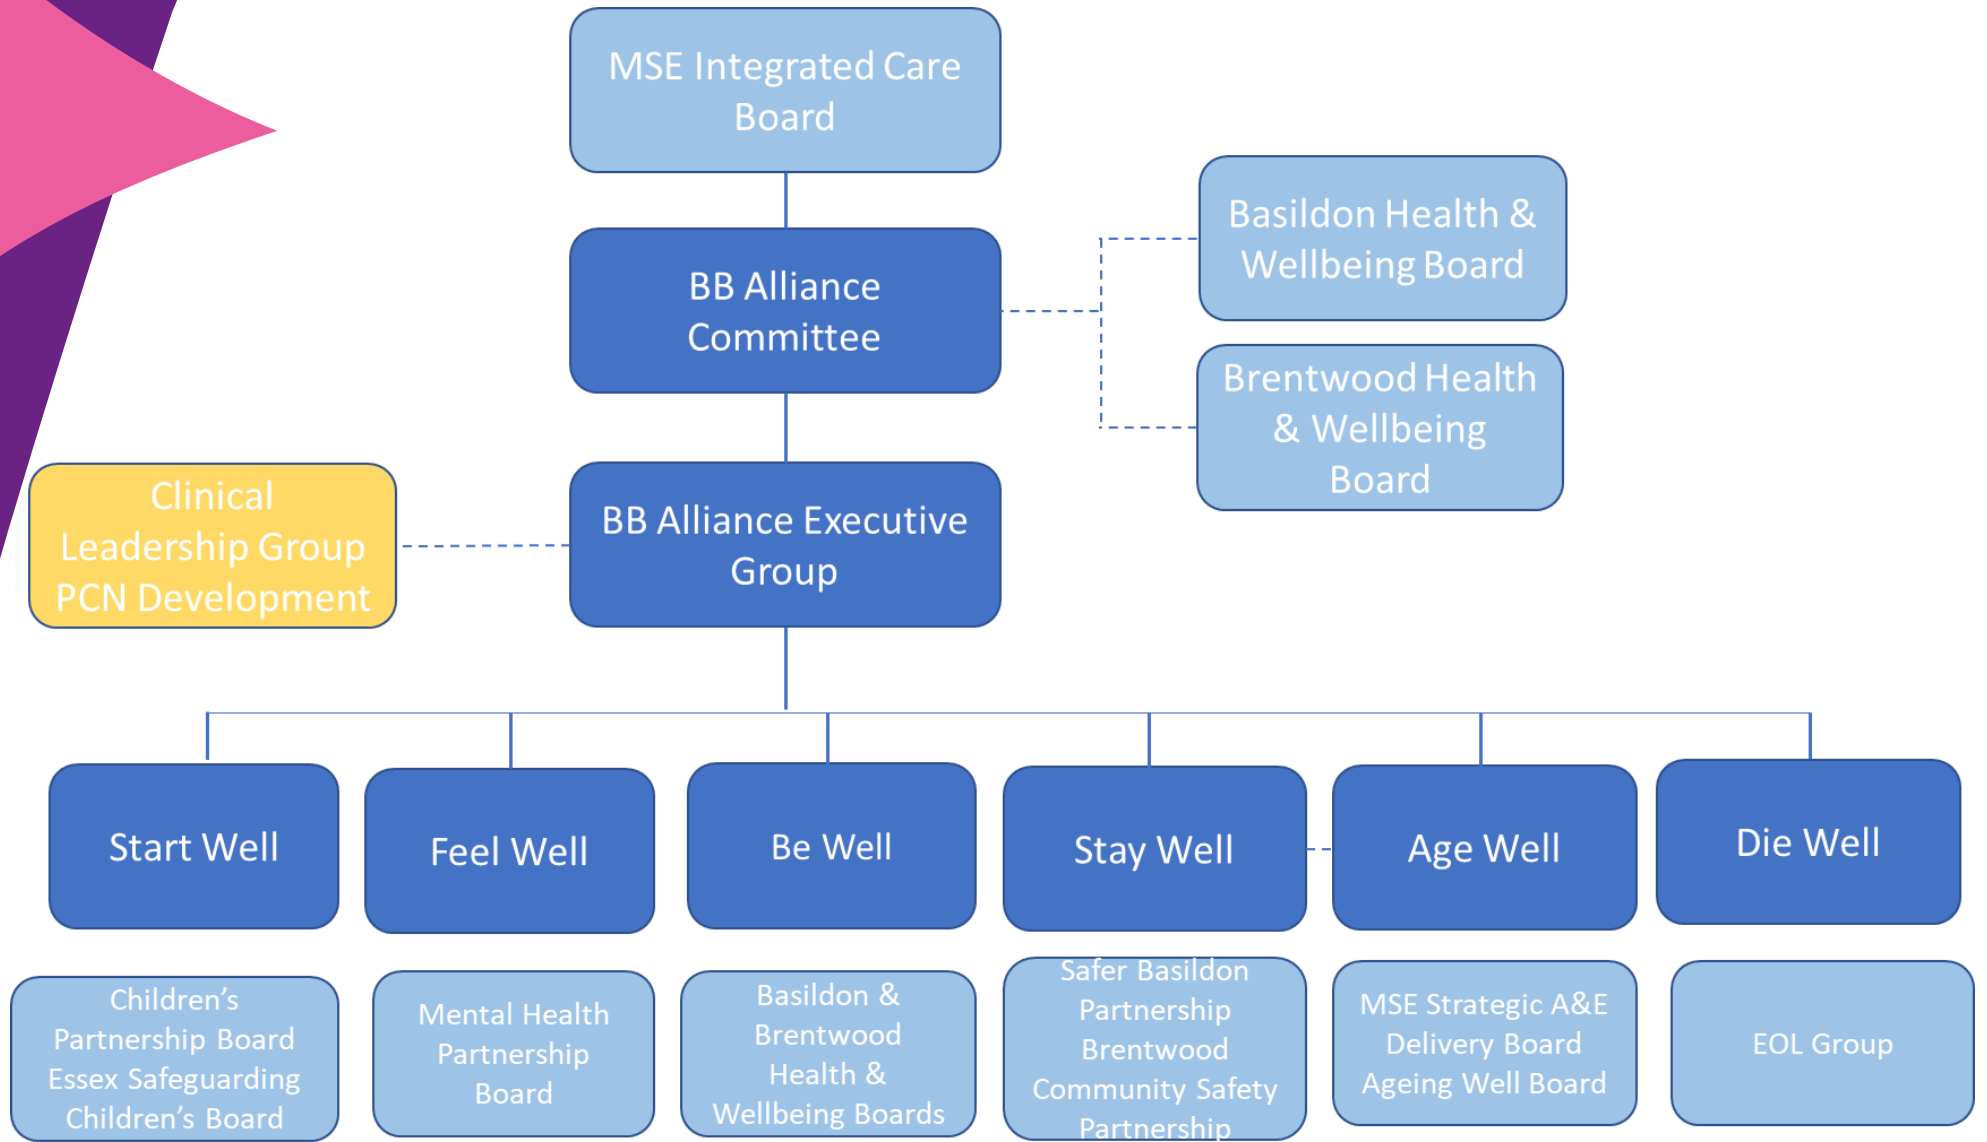 MSE Integrated Care
Board
Basildon Health &
Wellbeing Board
BB Alliance
Committee
Brentwood Health
& Wellbeing
Board
Clinical
Leadership Group
PCN Development
BB Alliance Executive
Group
Start Well
Feel Well
Be Well
Stay Well
Age Well
Die Well
Children’s
Partnership Board
Essex Safeguarding
Children’s Board
Mental Health
Partnership
Board
Basildon &
Brentwood
Health &
Wellbeing Boards
Safer Basildon
Partnership
Brentwood
Community Safety
Partnership
MSE Strategic A&E
Delivery Board
Ageing Well Board
EOL Group